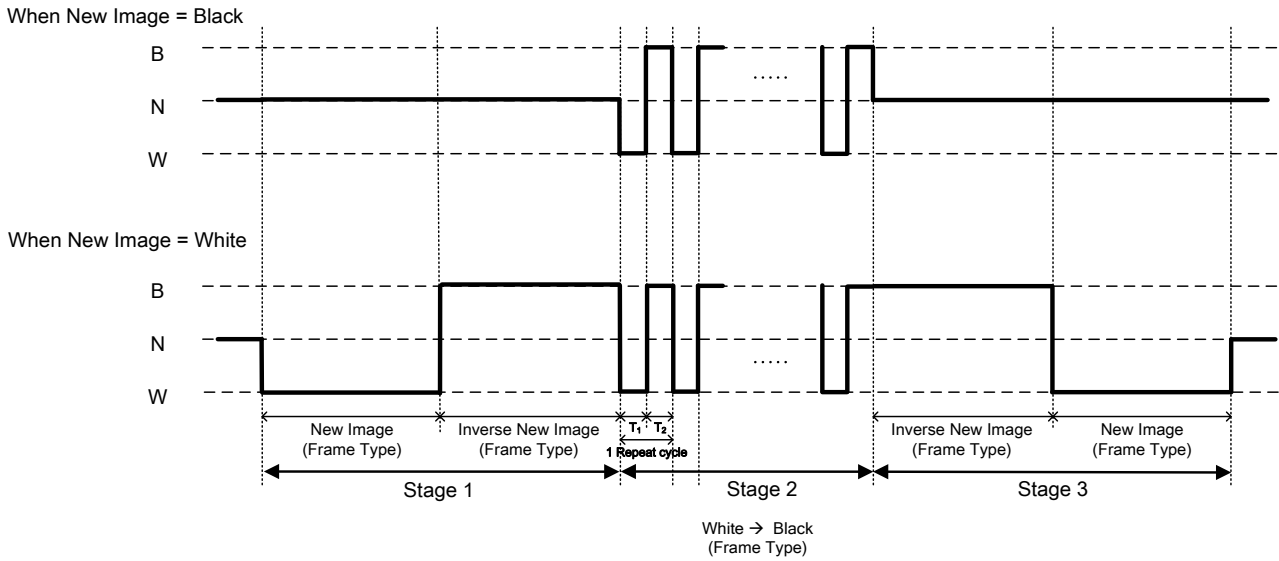 When New Image = Black
B
N
W
.....
When New Image = White
B
N
W
.....
New Image
(Frame Type)
Inverse New Image
(Frame Type)
T1 T2
1 Repeat cycle
Inverse New Image
(Frame Type)
New Image
(Frame Type)
Stage 1
Stage 2
Stage 3
White → Black
(Frame Type)